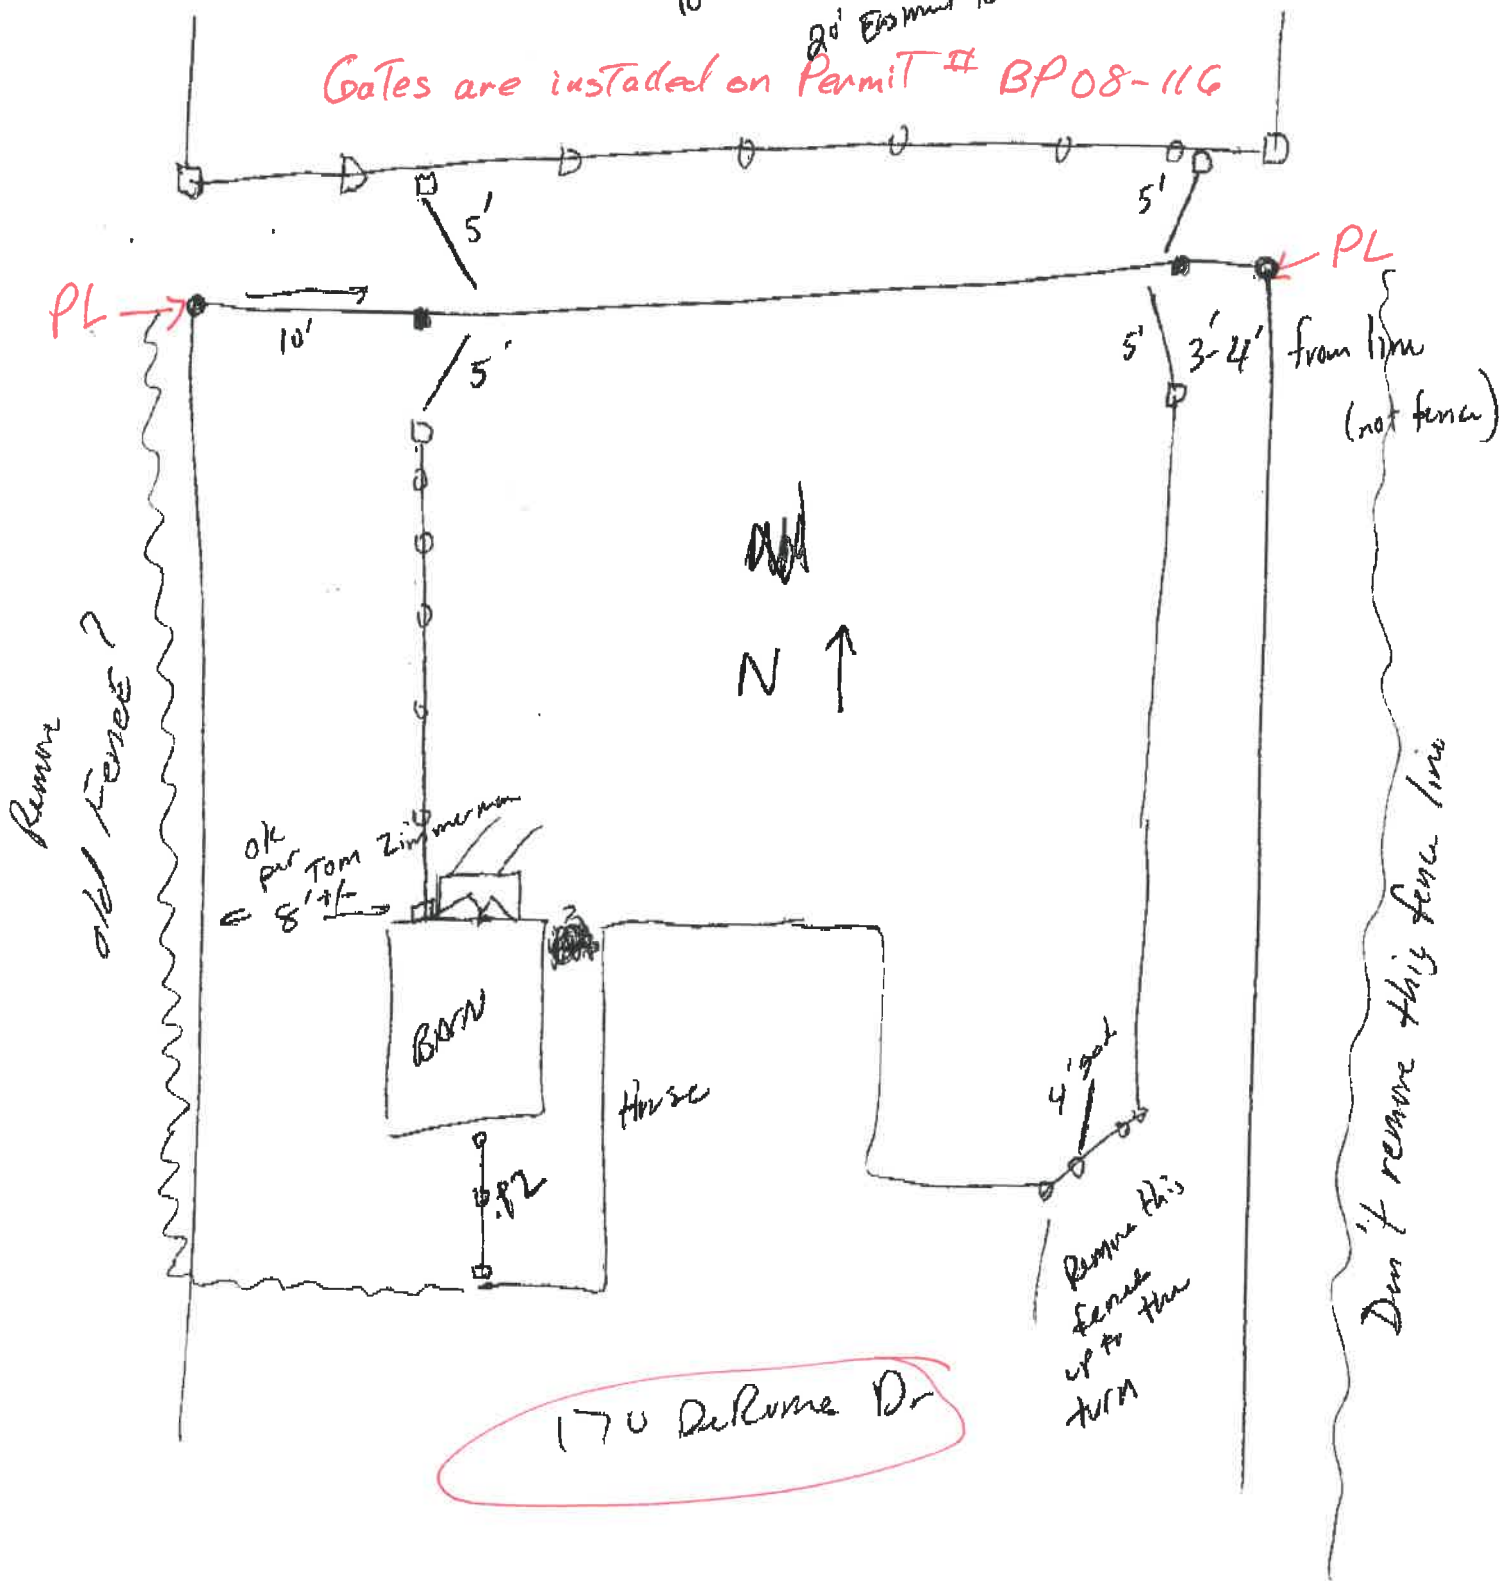 10'
20' Easment
Gates are installed on Permit # BP08-116
5'
5'
PL
PL
10'
5'
5'
3'-4' from line
(not fence)
N
Remove
old Fence?
ok
per Tom Zimmerman
8' +/-
BARN
House
4'
Remove this
fence
up to the
turn
Don't remove this fence line
170 DeRome Dr